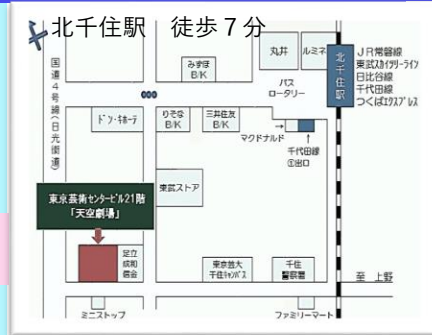 北千住駅 徒歩7分
国道4号線(日光街道)
みずほ
B/K
丸井
ルミネ
北千住駅
JR常磐線
東武スカイツリーライン
日比谷線
千代田線
つくばエクスプレス
バス
ロータリー
ドン・キホーテ
りそな
B/K
三井住友
B/K
マクドナルド
千代田線
①出口
東武ストア
東京芸術センタービル21階
「天空劇場」
足立
成和
信金
東京芸大
千住キャンパス
千住
警察署
至 上野
ミニストップ
ファミリーマート